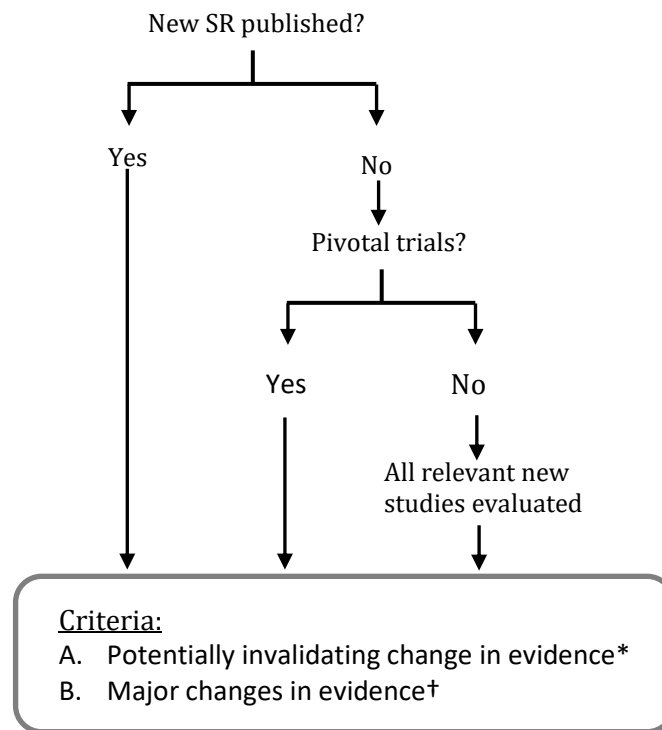 New SR published?
Yes
No
Pivotal trials?
Yes
No
All relevant new
studies evaluated
Criteria:
A. Potentially invalidating change in evidence*
B. Major changes in evidence†